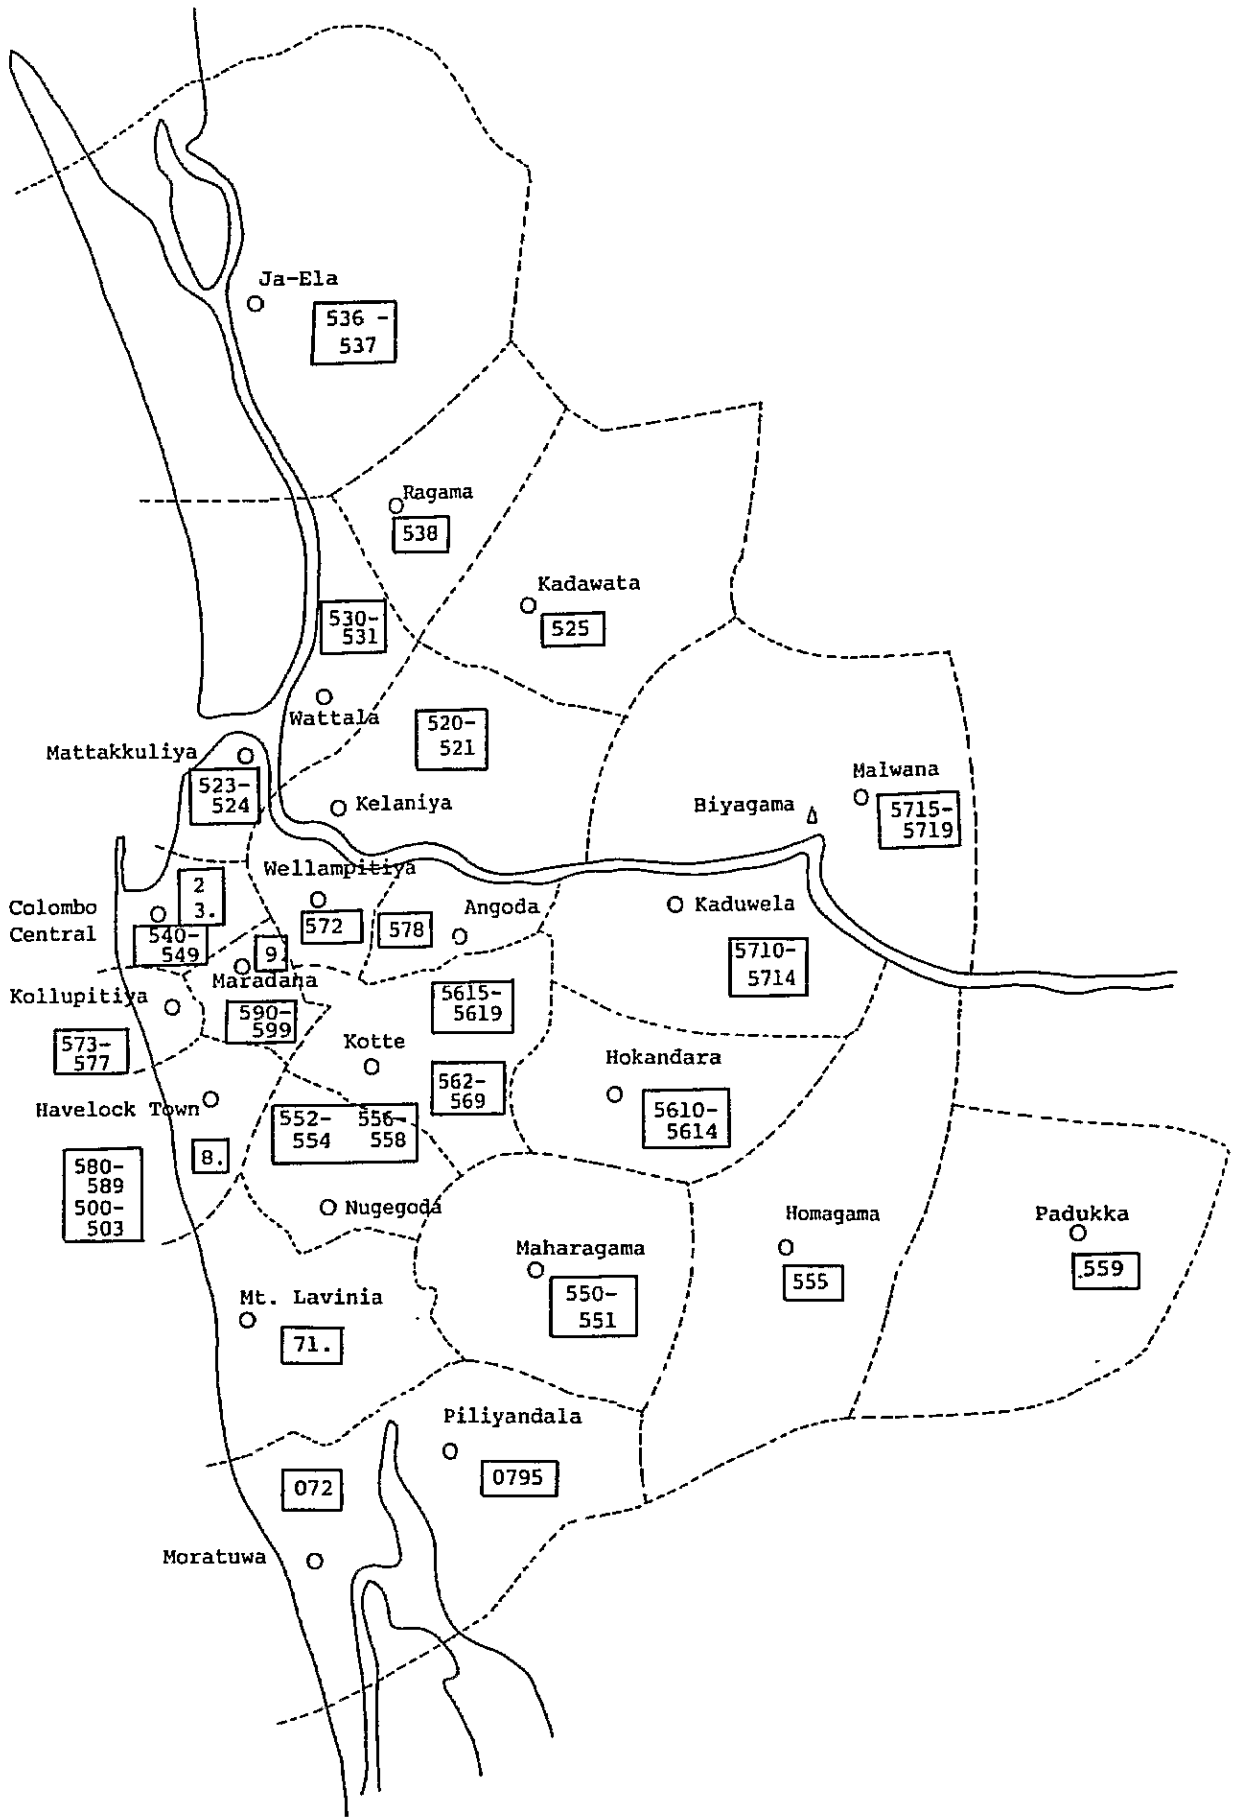 Ja-Ela
536 -
537
Ragama
538
Kadawata
525
530-
531
Wattala
520-
521
Mattakkuliya
523-
524
Kelaniya
Biyagama
Malwana
5715-
5719
Wellampitiya
572
2
3.
Colombo
Central
540-
549
578
Angoda
Kaduwela
5710-
5714
9.
Maradana
590-
599
Kollupitiya
573-
577
5615-
5619
Kotte
562-
569
Hokandara
5610-
5614
Havelock Town
8.
580-
589
500-
503
552- 556-
554 558
Nugegoda
Maharagama
550-
551
Homagama
555
Padukka
559
Mt. Lavinia
71.
Piliyandala
0795
072
Moratuwa